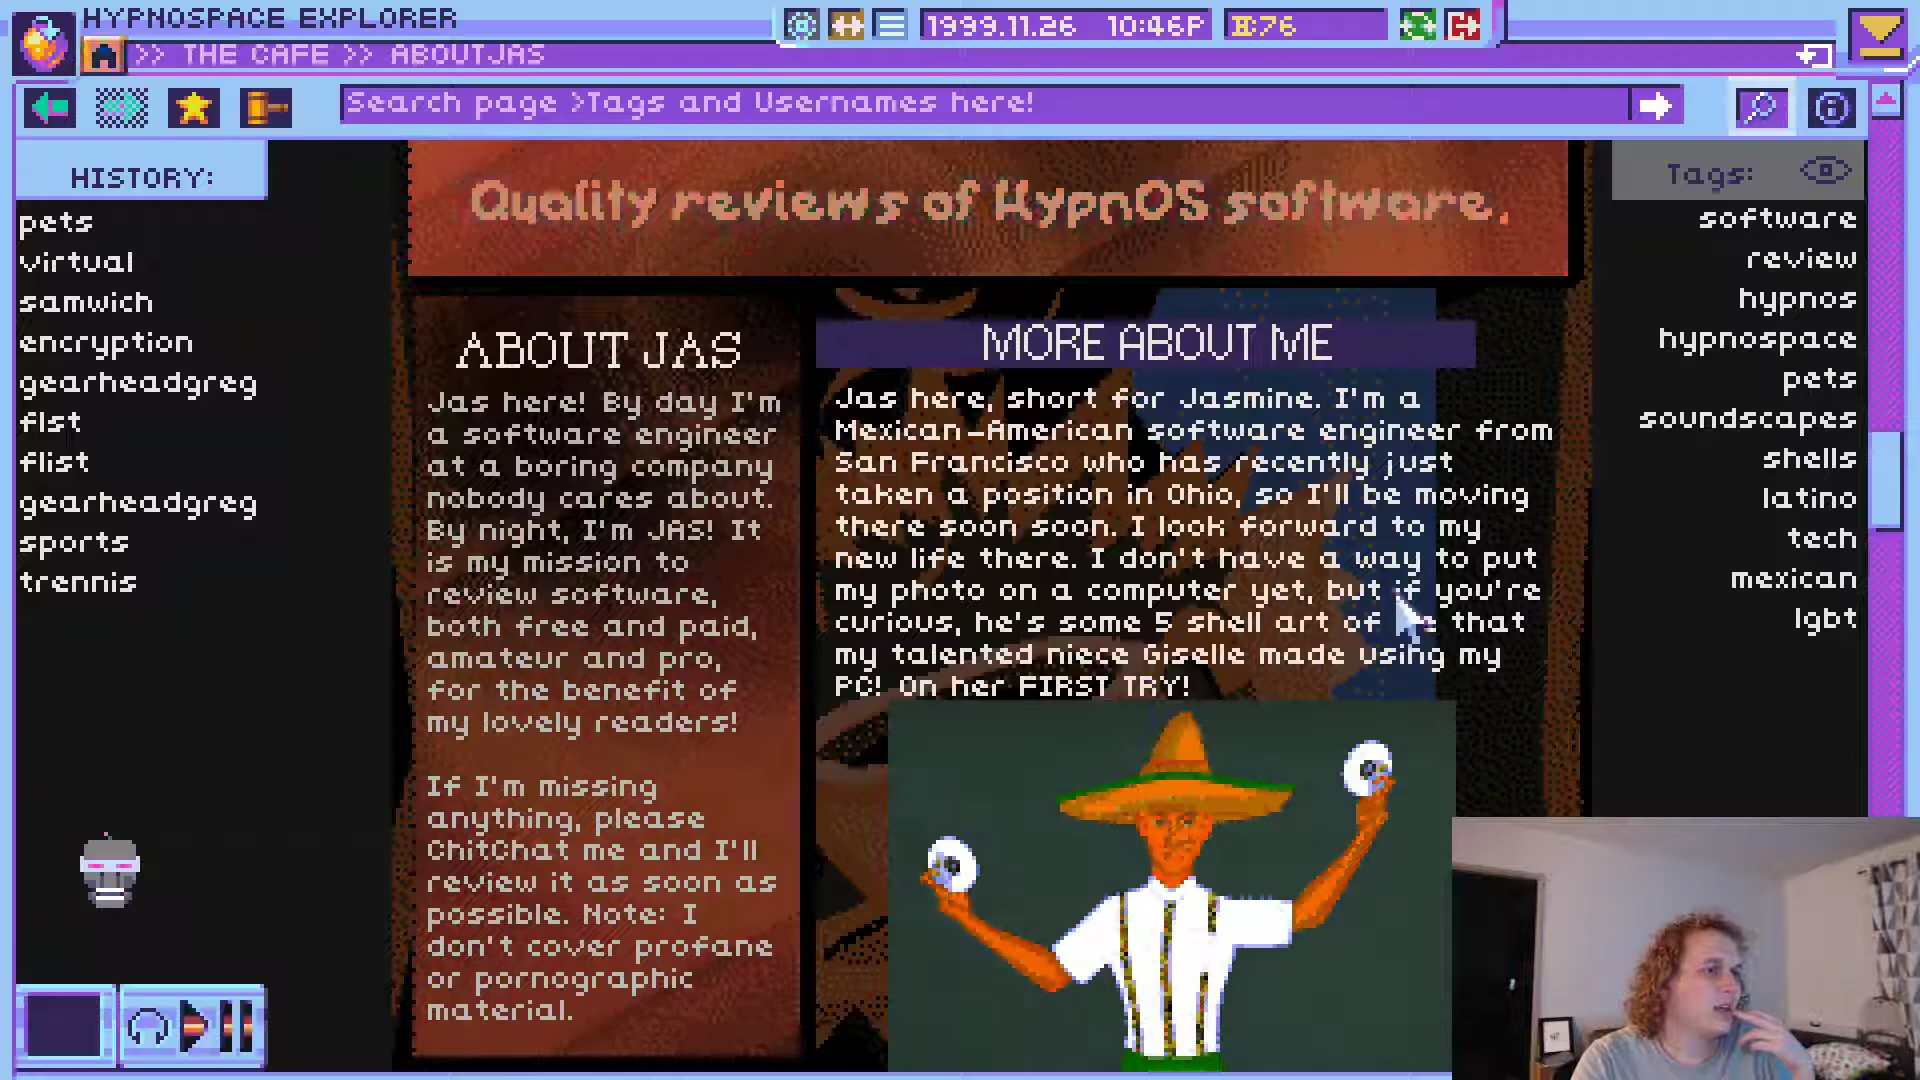 HYPNOSPACE EXPLORER
1999.11.26 10:46P
76
>> THE CAFE >> ABOUTJAS
Search page >Tags and Usernames here!
HISTORY:
pets
virtual
samwich
encryption
gearheadgreg
flst
flist
gearheadgreg
sports
trennis
Quality reviews of HypnOS software.
ABOUT JAS
Jas here! By day I'm
a software engineer
at a boring company
nobody cares about.
By night, I'm JAS! It
is my mission to
review software,
both free and paid,
amateur and pro,
for the benefit of
my lovely readers!
If I'm missing
anything, please
ChitChat me and I'll
review it as soon as
possible. Note: I
don't cover profane
or pornographic
material.
MORE ABOUT ME
Jas here, short for Jasmine. I'm a
Mexican-American software engineer from
San Francisco who has recently just
taken a position in Ohio, so I'll be moving
there soon soon. I look forward to my
new life there. I don't have a way to put
my photo on a computer yet, but if you're
curious, he's some 5 shell art of me that
my talented niece Giselle made using my
PC! On her FIRST TRY!
Tags:
software
review
hypnos
hypnospace
pets
soundscapes
shells
latino
tech
mexican
lgbt